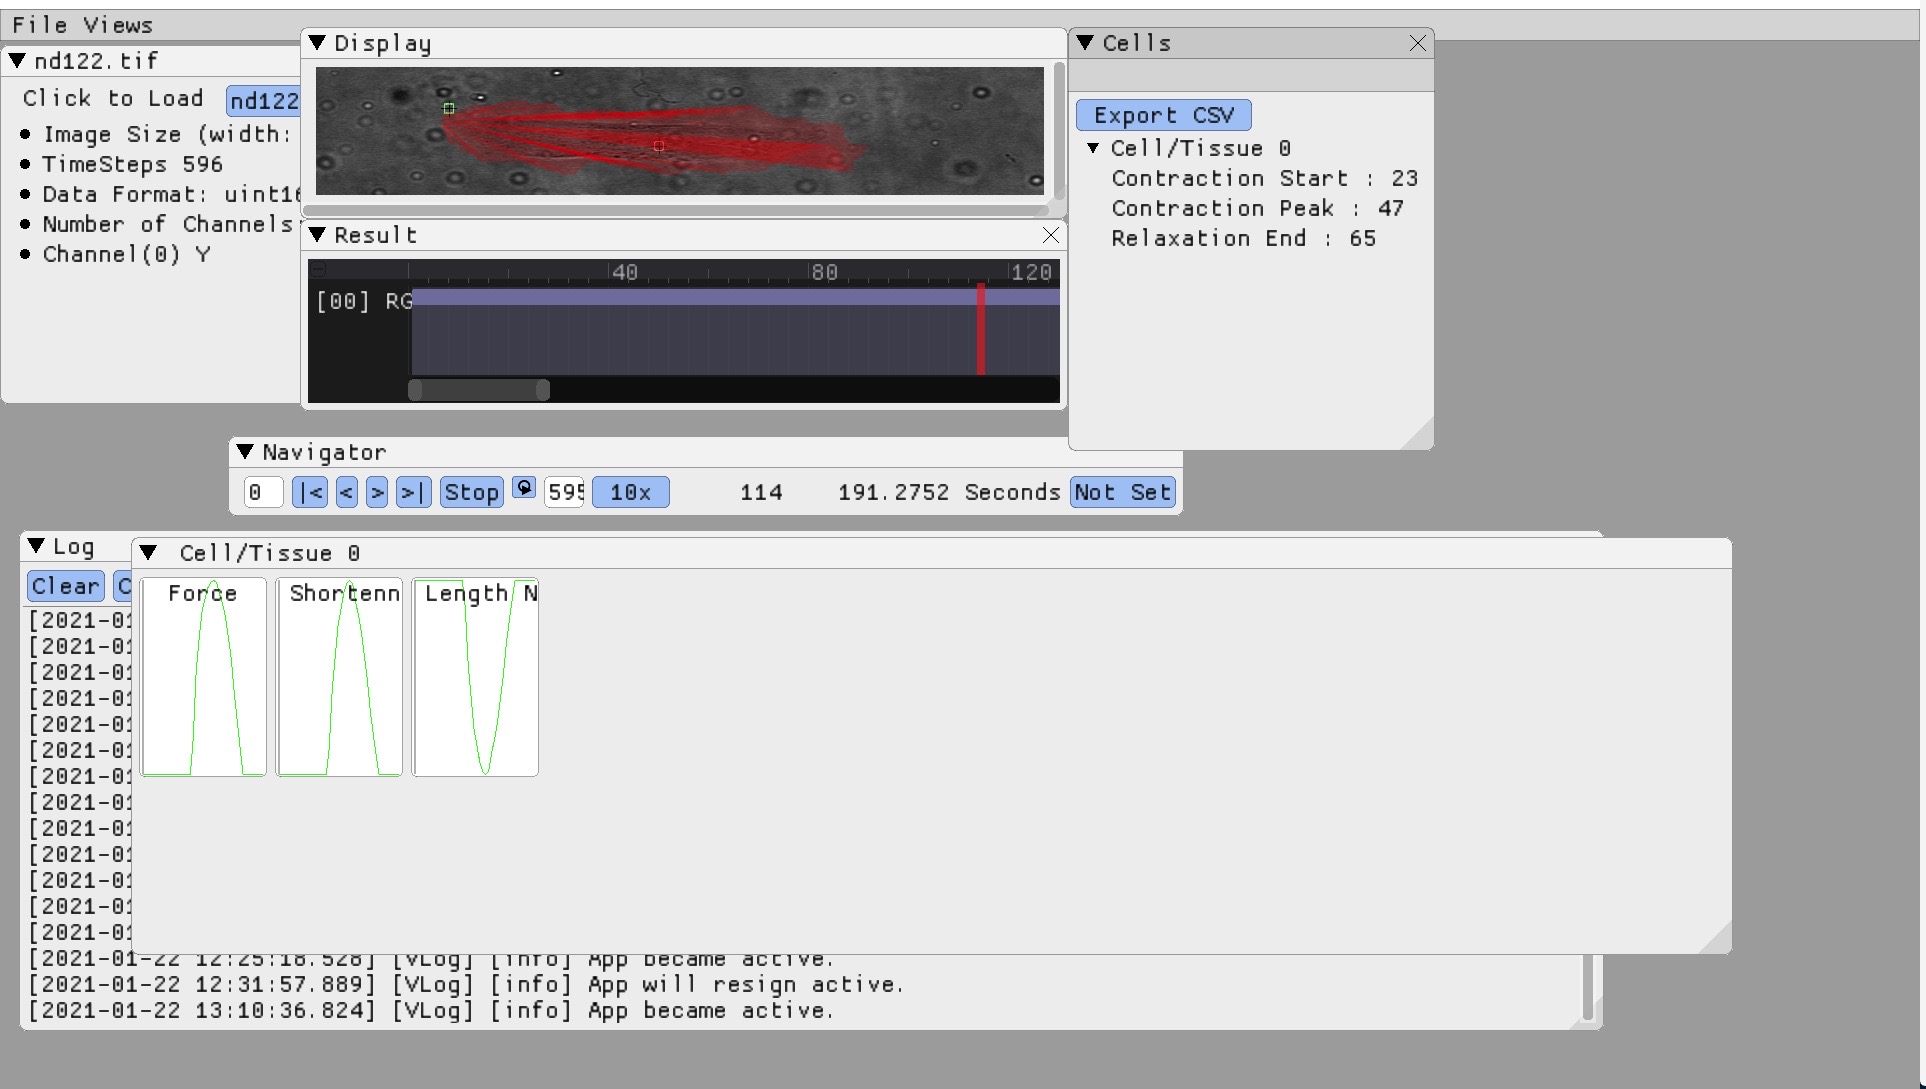 File Views
nd122.tif
Click to Load nd122
Image Size (width:
TimeSteps 596
Data Format: uint16
Number of Channels
Channel(0) Y
Display
Result
40 80 120
[00] RG
Cells
Export CSV
Cell/Tissue 0
Contraction Start : 23
Contraction Peak : 47
Relaxation End : 65
Navigator
0 |< < > >| Stop 595 10x 114 191.2752 Seconds Not Set
Log
Clear C
[2021-01
[2021-01
[2021-01
[2021-01
[2021-01
[2021-01
[2021-01
[2021-01
[2021-01
[2021-01
[2021-01
[2021-01
[2021-01
[2021-01-22 12:25:18.528] [VLog] [info] App became active.
[2021-01-22 12:31:57.889] [VLog] [info] App will resign active.
[2021-01-22 13:10:36.824] [VLog] [info] App became active.
Cell/Tissue 0
Force
Shortenn
Length N